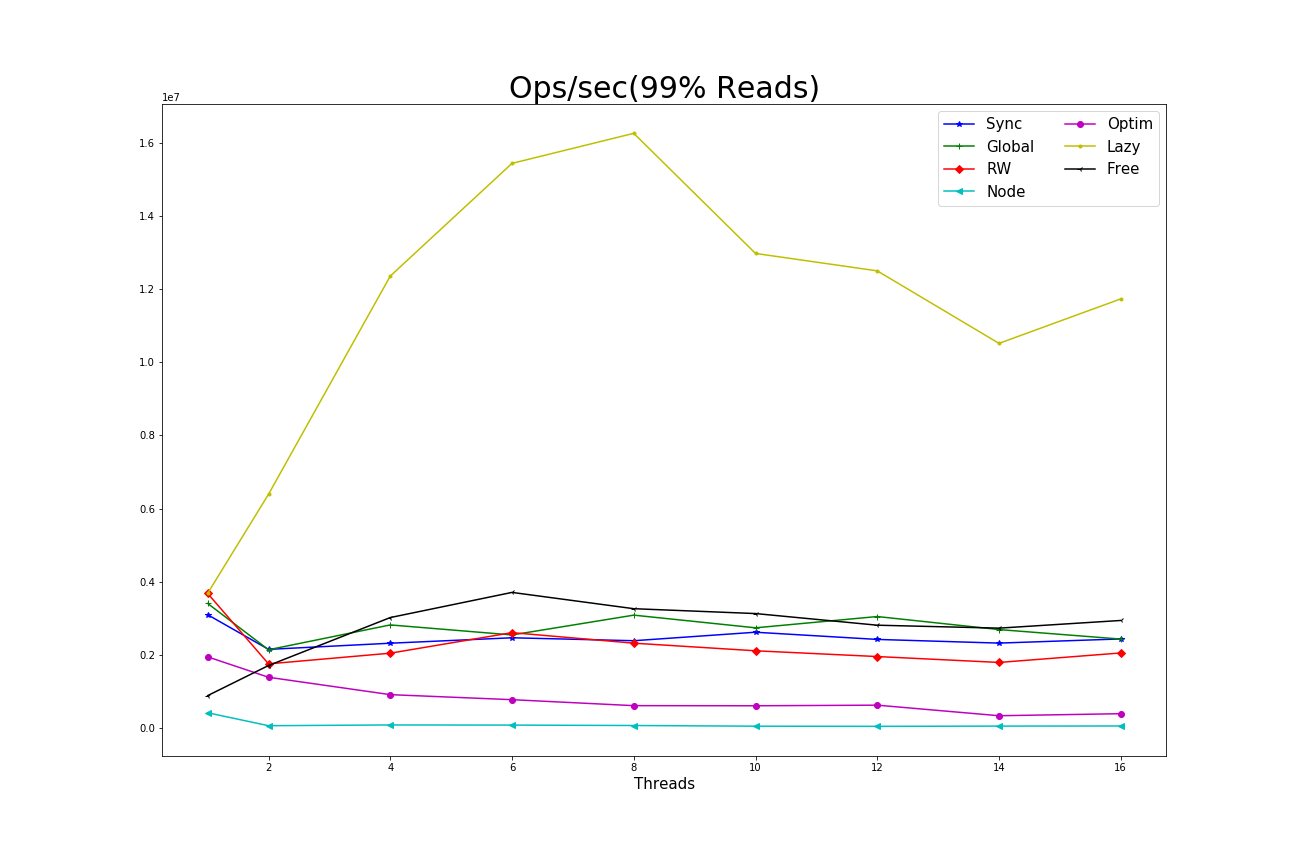 Ops/sec(99% Reads)
1e7
Sync Optim
Global Lazy
RW Free
Node
1.6
1.4
1.2
1.0
0.8
0.6
0.4
0.2
0.0
2 4 6 8 10 12 14 16
Threads